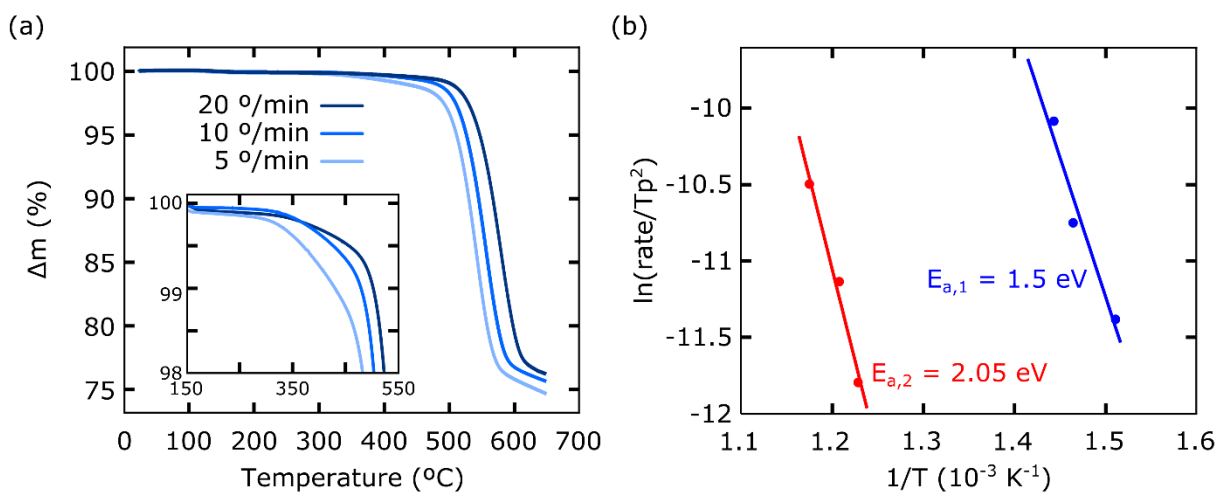 (a)
100
95
90
85
80
75
Δm (%)
20 º/min
10 º/min
5 º/min
100
99
98
150
350
550
0
100
200
300
400
500
600
700
Temperature (ºC)
(b)
-10
-10.5
-11
-11.5
-12
ln(rate/Tp²)
Eₐ,₁ = 1.5 eV
Eₐ,₂ = 2.05 eV
1.1
1.2
1.3
1.4
1.5
1.6
1/T (10⁻³ K⁻¹)